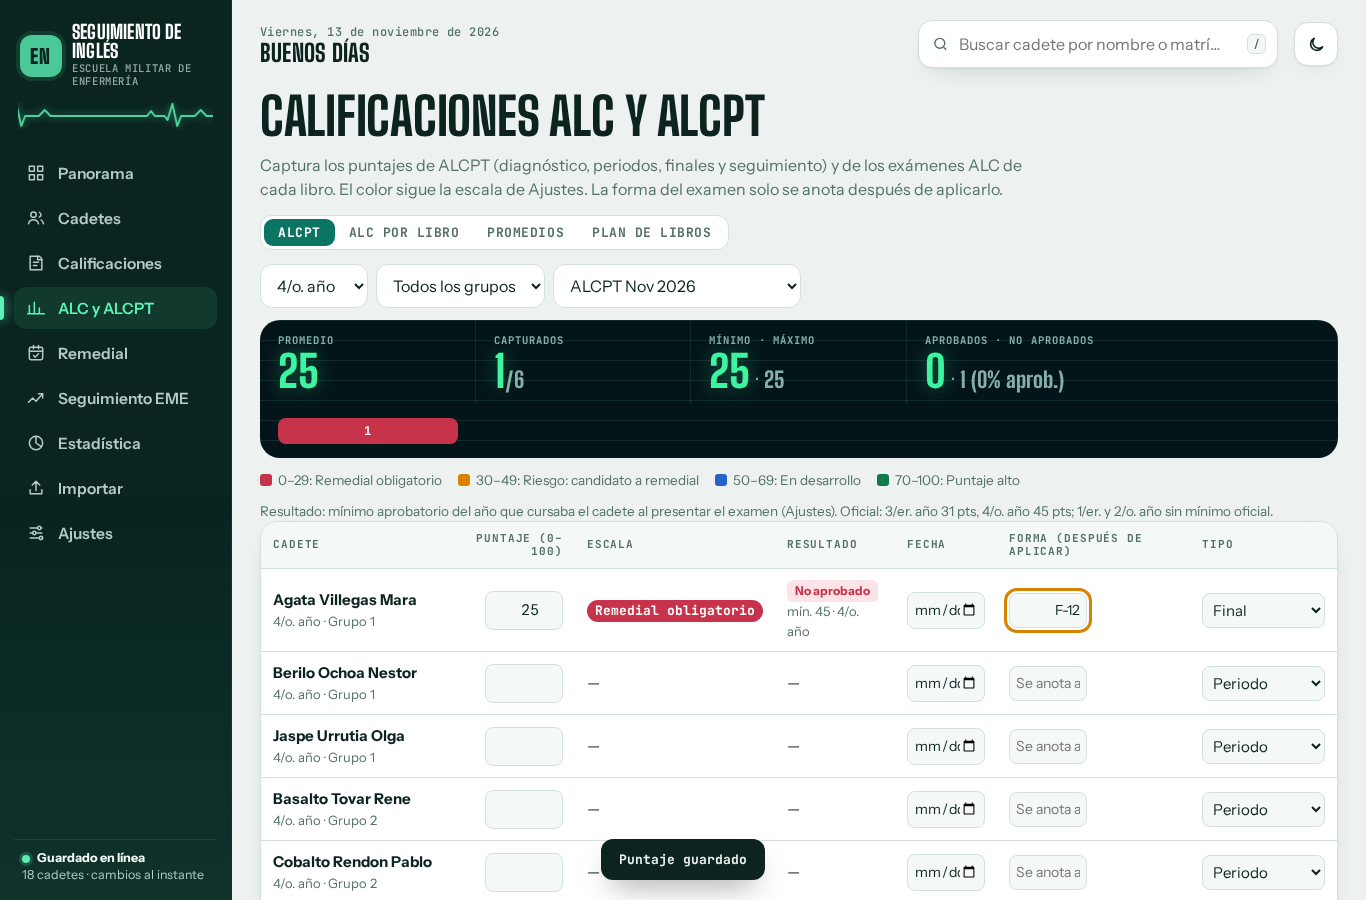 EN
SEGUIMIENTO DE
INGLÉS
ESCUELA MILITAR DE
ENFERMERÍA
Panorama
Cadetes
Calificaciones
ALC y ALCPT
Remedial
Seguimiento EME
Estadística
Importar
Ajustes
Guardado en línea
18 cadetes · cambios al instante
Viernes, 13 de noviembre de 2026
BUENOS DÍAS
Buscar cadete por nombre o matrí... /
CALIFICACIONES ALC Y ALCPT
Captura los puntajes de ALCPT (diagnóstico, periodos, finales y seguimiento) y de los exámenes ALC de
cada libro. El color sigue la escala de Ajustes. La forma del examen solo se anota después de aplicarlo.
ALCPT ALC POR LIBRO PROMEDIOS PLAN DE LIBROS
4/o. año Todos los grupos ALCPT Nov 2026
PROMEDIO CAPTURADOS MÍNIMO · MÁXIMO APROBADOS · NO APROBADOS
25 1/6 25 · 25 0 · 1 (0% aprob.)
1
0–29: Remedial obligatorio 30–49: Riesgo: candidato a remedial 50–69: En desarrollo 70–100: Puntaje alto
Resultado: mínimo aprobatorio del año que cursaba el cadete al presentar el examen (Ajustes). Oficial: 3/er. año 31 pts, 4/o. año 45 pts; 1/er. y 2/o. año sin mínimo oficial.
CADETE PUNTAJE (0–100) ESCALA RESULTADO FECHA FORMA (DESPUÉS DE APLICAR) TIPO
Agata Villegas Mara
4/o. año · Grupo 1
25 Remedial obligatorio
No aprobado
mín. 45 · 4/o.
año
mm/dd F-12 Final
Berilo Ochoa Nestor
4/o. año · Grupo 1
— — mm/dd Se anota a Periodo
Jaspe Urrutia Olga
4/o. año · Grupo 1
— — mm/dd Se anota a Periodo
Basalto Tovar Rene
4/o. año · Grupo 2
— — mm/dd Se anota a Periodo
Cobalto Rendon Pablo
4/o. año · Grupo 2
— — mm/dd Se anota a Periodo
Puntaje guardado